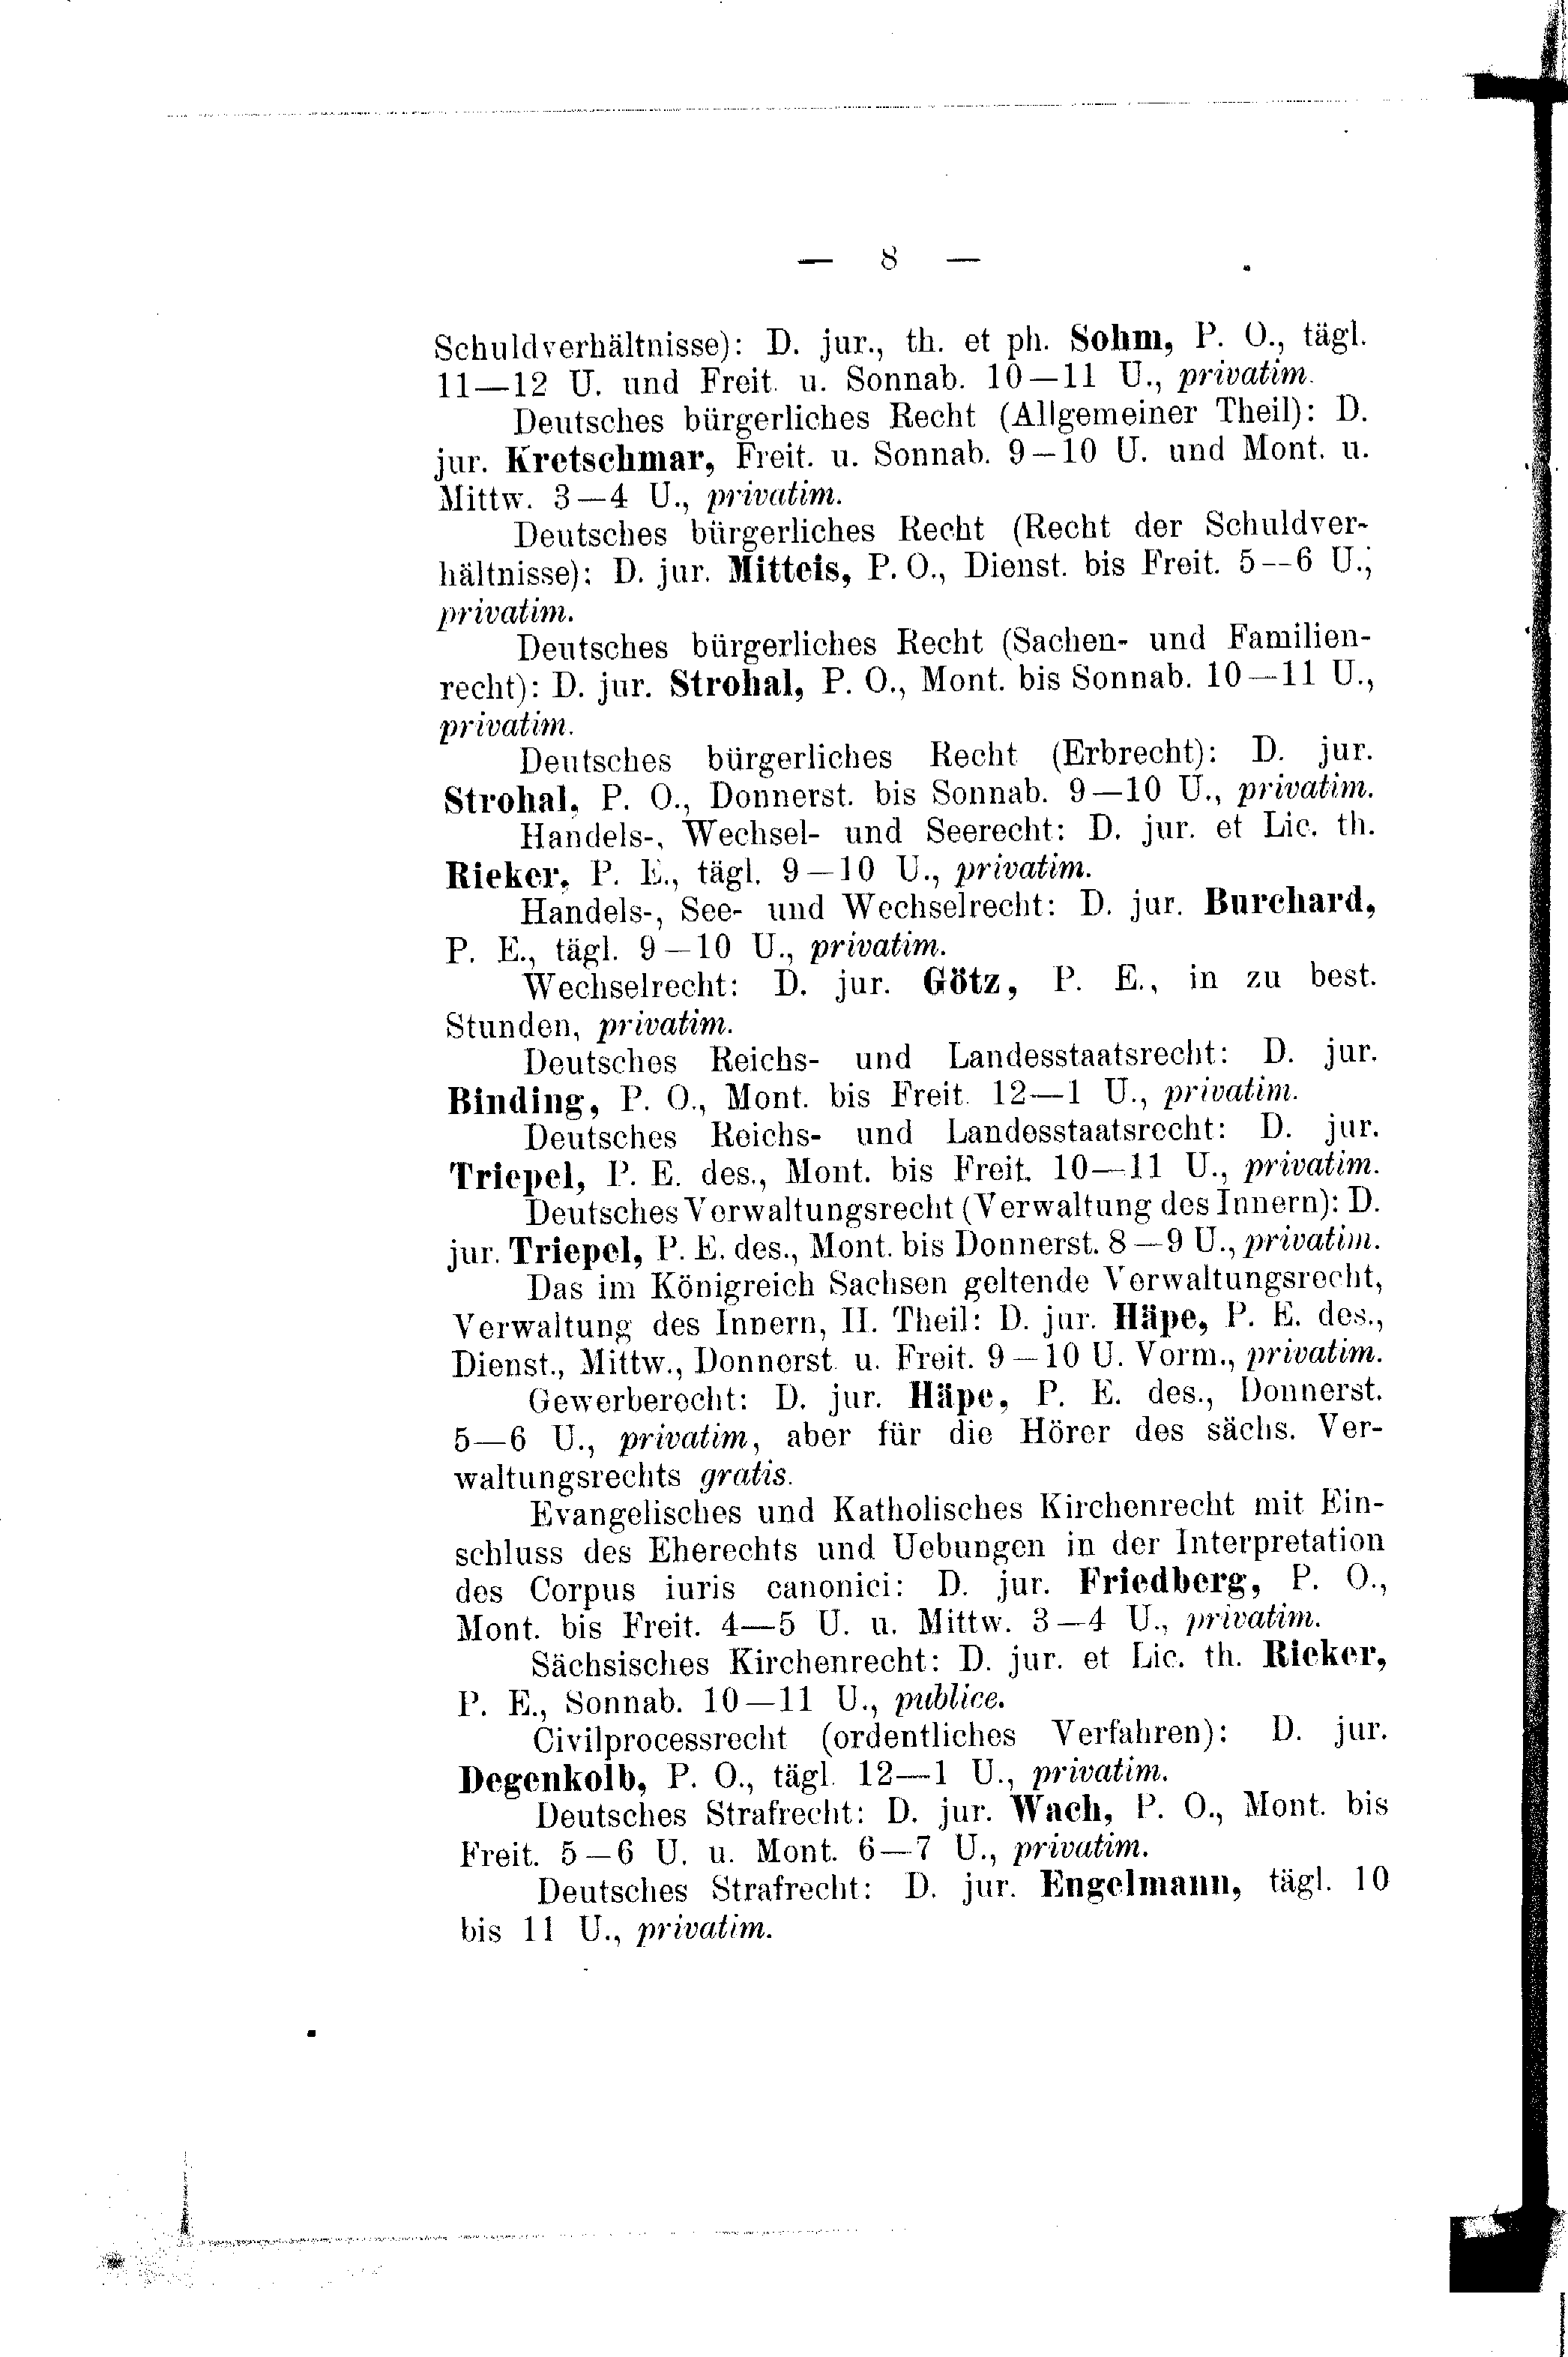 — 8 —
Schuldverhältnisse): D. jur., th. et ph. Sohm, P. O., tägl.
11—12 U. und Freit. u. Sonnab. 10—11 U., privatim.
Deutsches bürgerliches Recht (Allgemeiner Theil): D.
jur. Kretschmar, Freit. u. Sonnab. 9—10 U. und Mont. u.
Mittw. 3—4 U., privatim.
Deutsches bürgerliches Recht (Recht der Schuldver-
hältnisse): D. jur. Mitteis, P. O., Dienst. bis Freit. 5--6 U.,
privatim.
Deutsches bürgerliches Recht (Sachen- und Familien-
recht): D. jur. Strohal, P. O., Mont. bis Sonnab. 10—11 U.,
privatim.
Deutsches bürgerliches Recht (Erbrecht): D. jur.
Strohal, P. O., Donnerst. bis Sonnab. 9—10 U., privatim.
Handels-, Wechsel- und Seerecht: D. jur. et Lic. th.
Rieker, P. E., tägl. 9—10 U., privatim.
Handels-, See- und Wechselrecht: D. jur. Burchard,
P. E., tägl. 9—10 U., privatim.
Wechselrecht: D. jur. Götz, P. E., in zu best.
Stunden, privatim.
Deutsches Reichs- und Landesstaatsrecht: D. jur.
Binding, P. O., Mont. bis Freit. 12—1 U., privatim.
Deutsches Reichs- und Landesstaatsrecht: D. jur.
Triepel, P. E. des., Mont. bis Freit. 10—11 U., privatim.
Deutsches Verwaltungsrecht (Verwaltung des Innern): D.
jur. Triepel, P. E. des., Mont. bis Donnerst. 8—9 U., privatim.
Das im Königreich Sachsen geltende Verwaltungsrecht,
Verwaltung des Innern, II. Theil: D. jur. Häpe, P. E. des.,
Dienst., Mittw., Donnerst. u. Freit. 9—10 U. Vorm., privatim.
Gewerberecht: D. jur. Häpe, P. E. des., Donnerst.
5—6 U., privatim, aber für die Hörer des sächs. Ver-
waltungsrechts gratis.
Evangelisches und Katholisches Kirchenrecht mit Ein-
schluss des Eherechts und Uebungen in der Interpretation
des Corpus iuris canonici: D. jur. Friedberg, P. O.,
Mont. bis Freit. 4—5 U. u. Mittw. 3—4 U., privatim.
Sächsisches Kirchenrecht: D. jur. et Lic. th. Rieker,
P. E., Sonnab. 10—11 U., publice.
Civilprocessrecht (ordentliches Verfahren): D. jur.
Degenkolb, P. O., tägl. 12—1 U., privatim.
Deutsches Strafrecht: D. jur. Wach, P. O., Mont. bis
Freit. 5—6 U. u. Mont. 6—7 U., privatim.
Deutsches Strafrecht: D. jur. Engelmann, tägl. 10
bis 11 U., privatim.